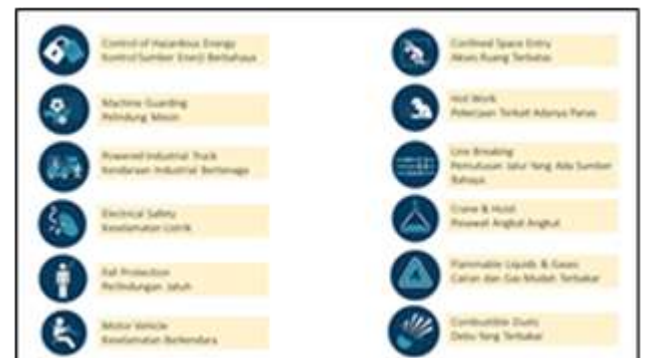 Control of Hazardous Energy
Kontrol Sumber Enerji Berbahaya
Machine Guarding
Pelindung Mesin
Powered Industrial Truck
Kendaraan Industrial Bertenaga
Electrical Safety
Keselamatan Listrik
Fall Protection
Perlindungan Jatuh
Motor Vehicle
Keselamatan Berkendara
Confined Space Entry
Akses Ruang Terbatas
Hot Work
Pekerjaan Terkait Adanya Panas
Line Breaking
Pemutusan Jalur Yang Ada Sumber
Bahaya
Crane & Hoist
Pesawat Angkat Angkut
Flammable Liquids & Gases
Cairan dan Gas Mudah Terbakar
Combustible Dusts
Debu Yang Terbakar